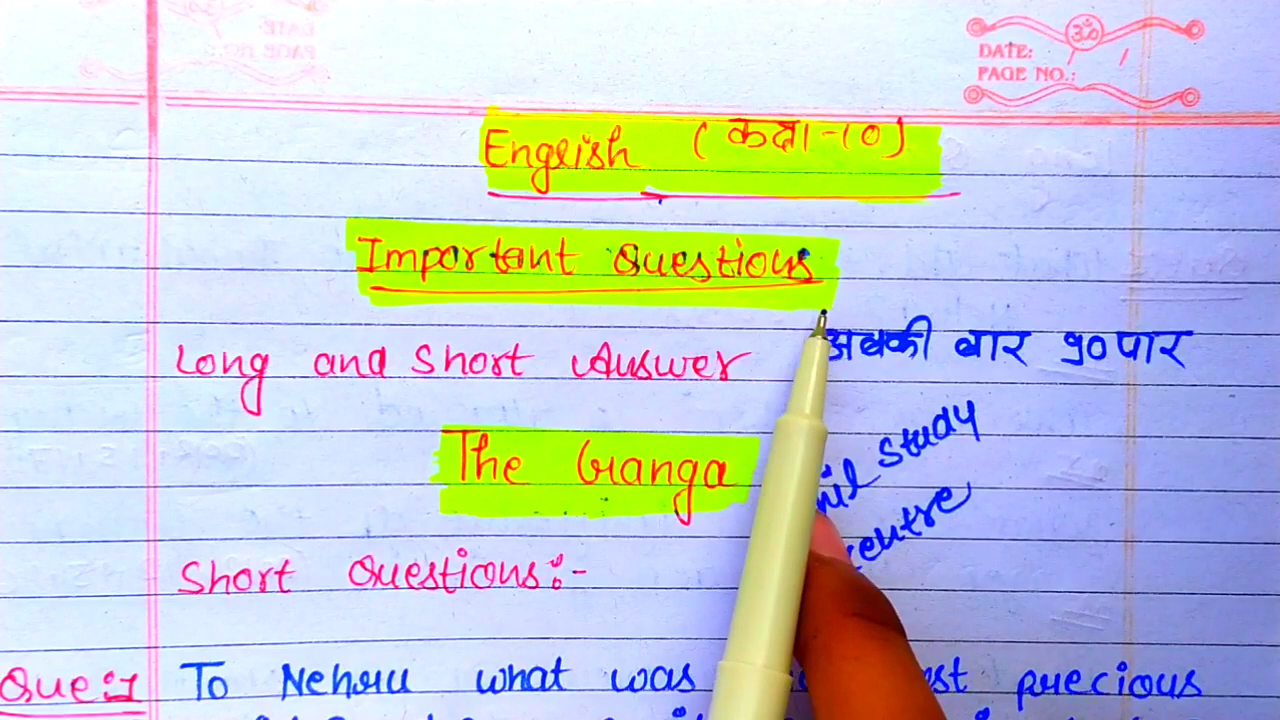 ॐ
DATE:
PAGE NO.:
English (कक्षा-10)
Important Questions
Long and Short Answer
अबकी बार 90 पार
study
centre
The Ganga
Short Questions:-
Que:1 To Nehru what was precious